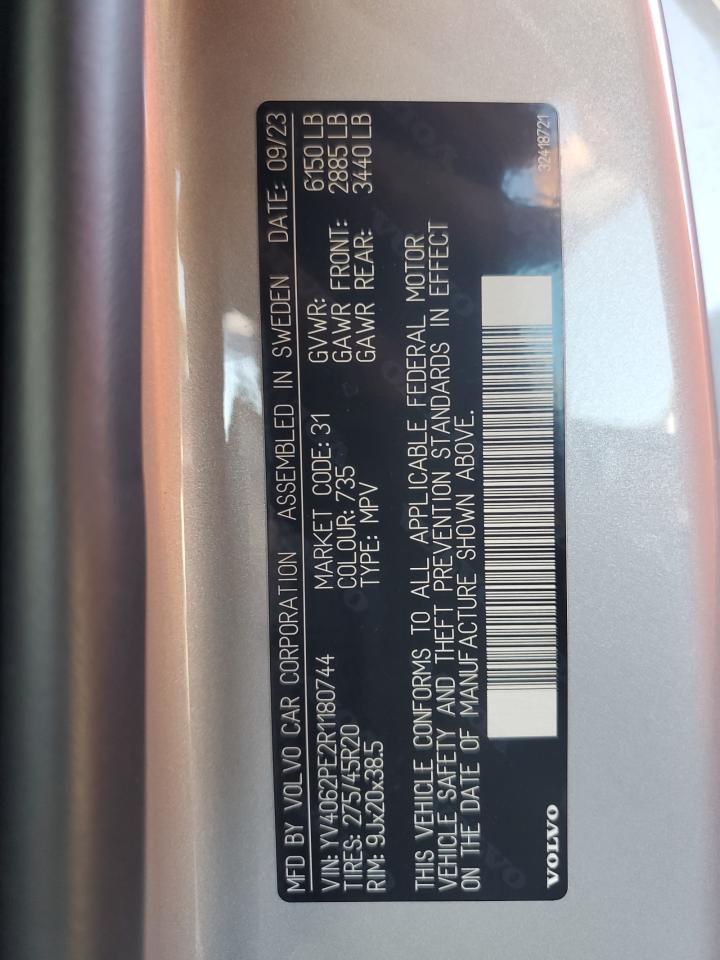 MFD BY VOLVO CAR CORPORATION ASSEMBLED IN SWEDEN DATE: 09/23
VIN: YV4062PE2R1180744 MARKET CODE: 31 GVWR: 6150 LB
TIRES: 275/45R20 COLOUR: 735 GAWR FRONT: 2885 LB
RIM: 9Jx20x38.5 TYPE: MPV GAWR REAR: 3440 LB
THIS VEHICLE CONFORMS TO ALL APPLICABLE FEDERAL MOTOR
VEHICLE SAFETY AND THEFT PREVENTION STANDARDS IN EFFECT
ON THE DATE OF MANUFACTURE SHOWN ABOVE.
VOLVO 32418721